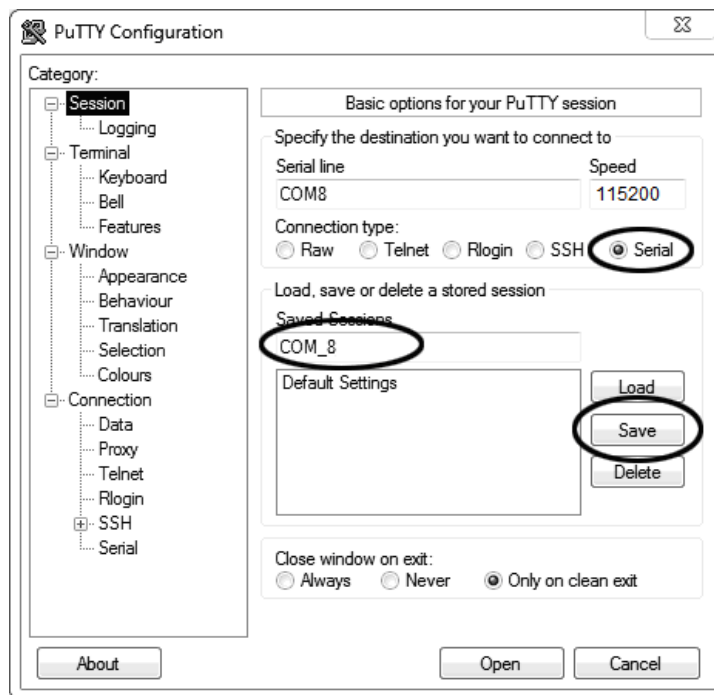 PuTTY Configuration
Category:
Session
Logging
Terminal
Keyboard
Bell
Features
Window
Appearance
Behaviour
Translation
Selection
Colours
Connection
Data
Proxy
Telnet
Rlogin
SSH
Serial
Basic options for your PuTTY session
Specify the destination you want to connect to
Serial line Speed
COM8 115200
Connection type:
Raw Telnet Rlogin SSH Serial
Load, save or delete a stored session
Saved Sessions
COM_8
Default Settings
Load
Save
Delete
Close window on exit:
Always Never Only on clean exit
About Open Cancel